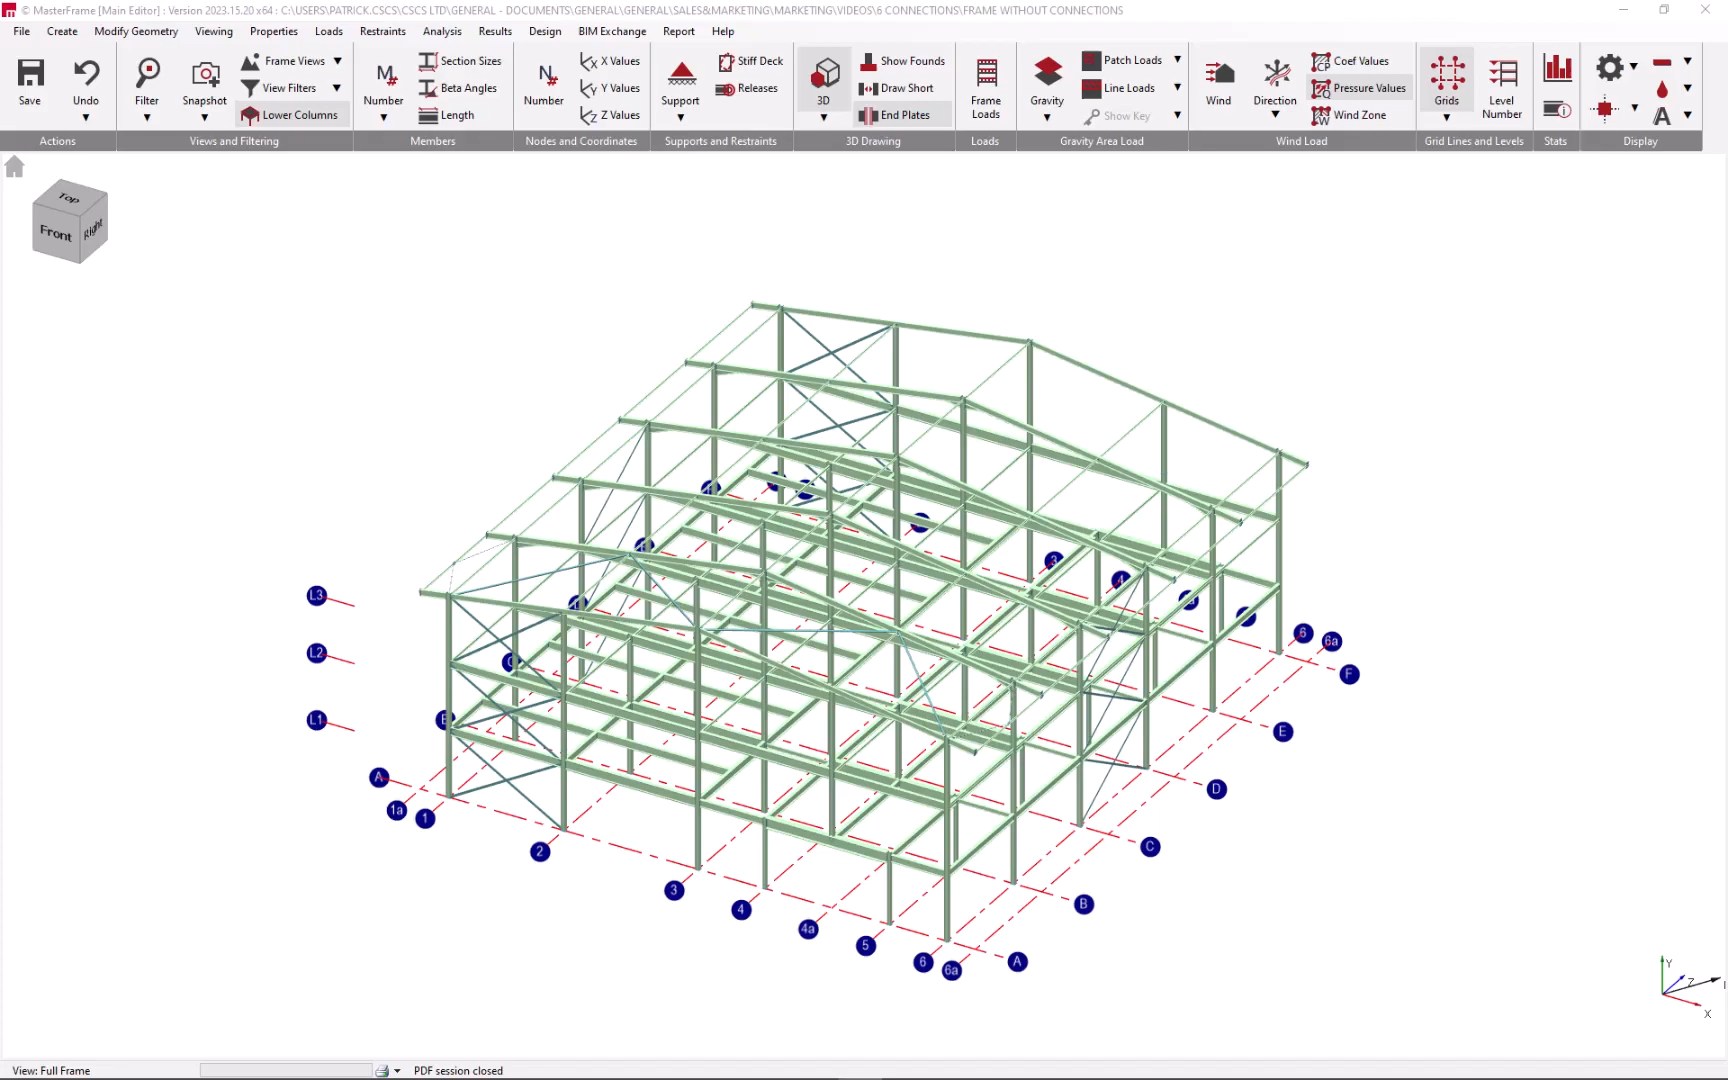 © MasterFrame [Main Editor] : Version 2023.15.20 x64 : C:\USERS\PATRICK.CSCS\CSCS LTD\GENERAL - DOCUMENTS\GENERAL\GENERAL\SALES&MARKETING\MARKETING\VIDEOS\6 CONNECTIONS\FRAME WITHOUT CONNECTIONS
File Create Modify Geometry Viewing Properties Loads Restraints Analysis Results Design BIM Exchange Report Help
Save
Undo
Filter
Snapshot
Frame Views
View Filters
Lower Columns
Number
Section Sizes
Beta Angles
Length
Number
X Values
Y Values
Z Values
Support
Stiff Deck
Releases
3D
Show Founds
Draw Short
End Plates
Frame
Loads
Gravity
Patch Loads
Line Loads
Show Key
Wind
Direction
Coef Values
Pressure Values
Wind Zone
Grids
Level
Number
Actions
Views and Filtering
Members
Nodes and Coordinates
Supports and Restraints
3D Drawing
Loads
Gravity Area Load
Wind Load
Grid Lines and Levels
Stats
Display
Top
Front
Right
3
4
L3
L2
L1
6
6a
F
E
D
C
B
A
A
1a
1
2
3
4
4a
5
6
6a
Y
Z
X
View: Full Frame
PDF session closed